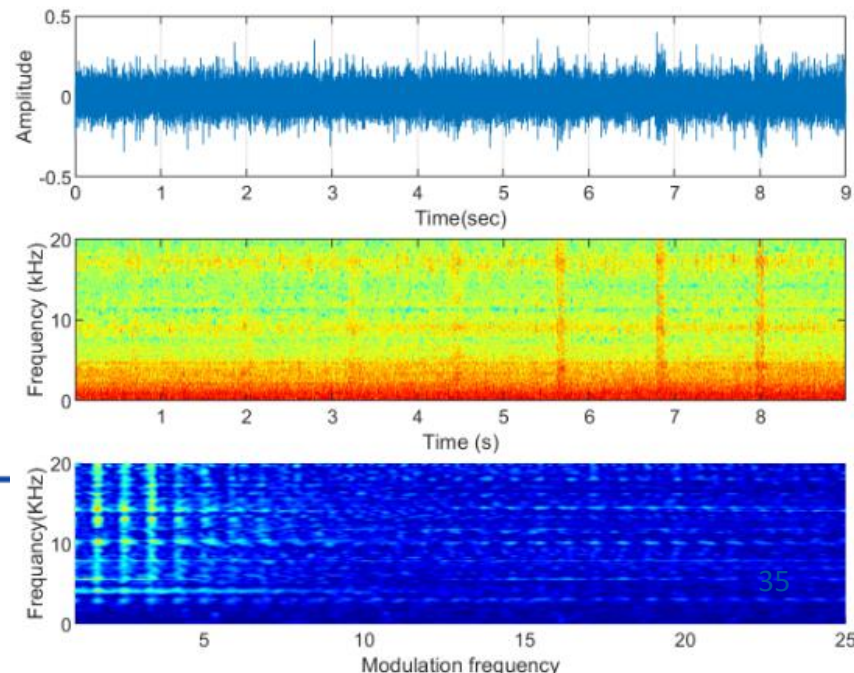 0.5
0
-0.5
Amplitude
0 1 2 3 4 5 6 7 8 9
Time(sec)
20
10
0
Frequency (kHz)
1 2 3 4 5 6 7 8
Time (s)
20
10
0
Frequancy(KHz)
35
5 10 15 20 25
Modulation frequency